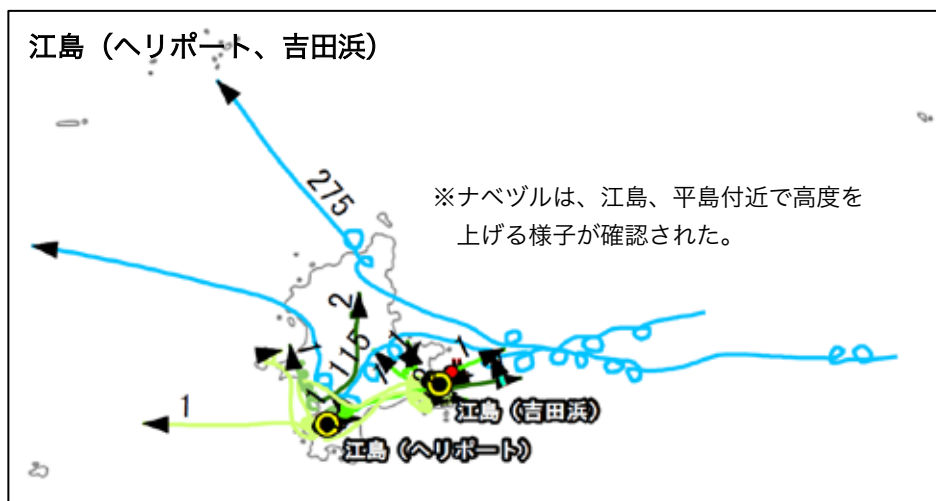 江島（ヘリポート、吉田浜）
275
※ナベヅルは、江島、平島付近で高度を
上げる様子が確認された。
2
115
1
1
江島（吉田浜）
江島（ヘリポート）